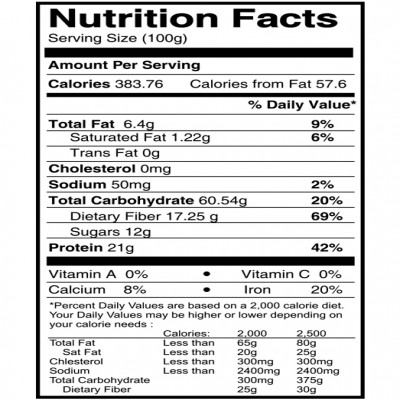 Nutrition Facts
Serving Size (100g)
Amount Per Serving
Calories 383.76 Calories from Fat 57.6
% Daily Value*
Total Fat 6.4g 9%
Saturated Fat 1.22g 6%
Trans Fat 0g
Cholesterol 0mg
Sodium 50mg 2%
Total Carbohydrate 60.54g 20%
Dietary Fiber 17.25 g 69%
Sugars 12g
Protein 21g 42%
Vitamin A 0% • Vitamin C 0%
Calcium 8% • Iron 20%
*Percent Daily Values are based on a 2,000 calorie diet.
Your Daily Values may be higher or lower depending on
your calorie needs :
Calories: 2,000 2,500
Total Fat Less than 65g 80g
Sat Fat Less than 20g 25g
Chlesterol Less than 300mg 300mg
Sodium Less than 2400mg 2400mg
Total Carbohydrate 300mg 375g
Dietary Fiber 25g 30g